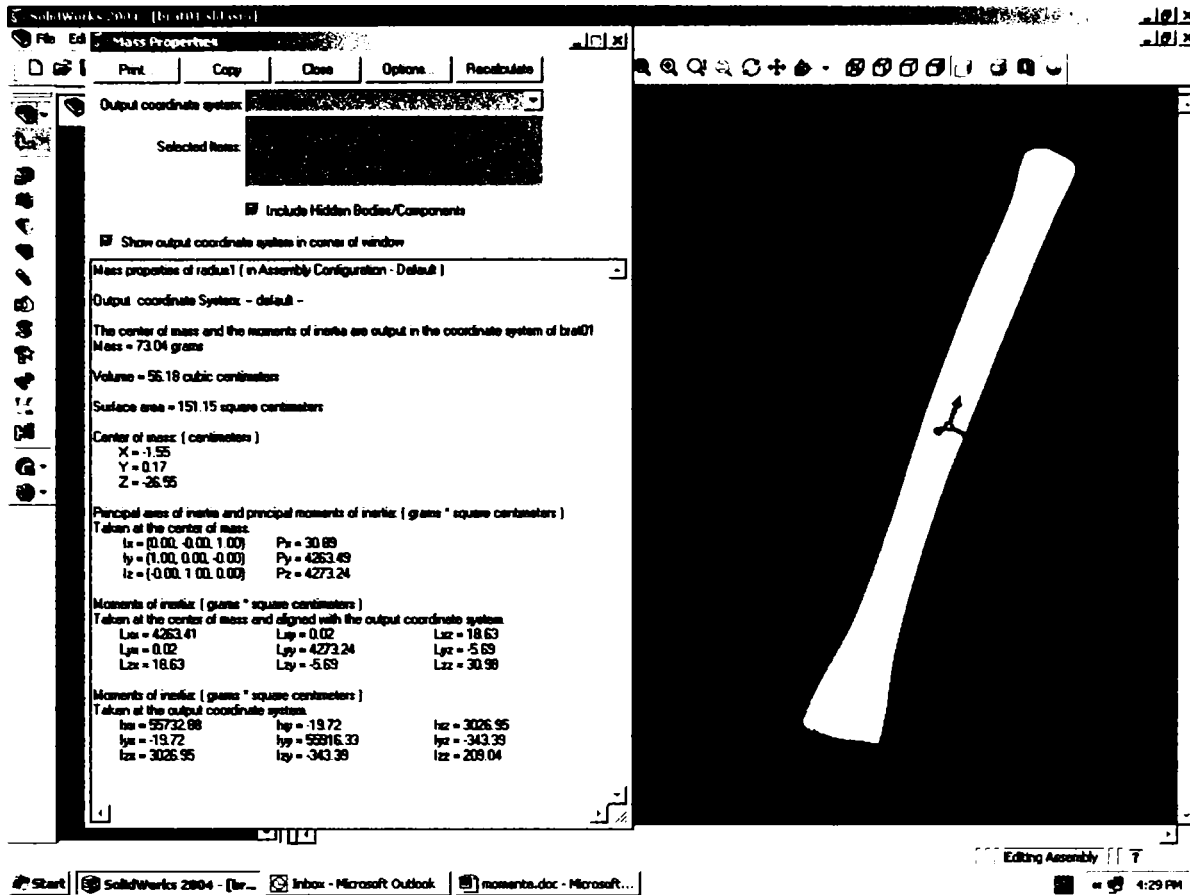 SolidWorks 2004 - [brat01.sldasm]
File Ed
Mass Properties
Print... Copy Close Options... Recalculate
Output coordinate system:
Selected Items:
Include Hidden Bodies/Components
Show output coordinate system in corner of window
Mass properties of radius1 ( in Assembly Configuration - Default )
Output coordinate System: -- default --
The center of mass and the moments of inertia are output in the coordinate system of brat01
Mass = 73.04 grams
Volume = 56.18 cubic centimeters
Surface area = 151.15 square centimeters
Center of mass: ( centimeters )
X = -1.55
Y = 0.17
Z = -26.55
Principal axes of inertia and principal moments of inertia: ( grams * square centimeters )
Taken at the center of mass.
Ix = (0.00, -0.00, 1.00) Px = 30.89
Iy = (1.00, 0.00, -0.00) Py = 4263.49
Iz = (-0.00, 1.00, 0.00) Pz = 4273.24
Moments of inertia: ( grams * square centimeters )
Taken at the center of mass and aligned with the output coordinate system.
Lxx = 4263.41 Lxy = 0.02 Lxz = 18.63
Lyx = 0.02 Lyy = 4273.24 Lyz = -5.69
Lzx = 18.63 Lzy = -5.69 Lzz = 30.98
Moments of inertia: ( grams * square centimeters )
Taken at the output coordinate system.
Ixx = 55732.88 Ixy = -19.72 Ixz = 3026.95
Iyx = -19.72 Iyy = 55916.33 Iyz = -343.39
Izx = 3026.95 Izy = -343.39 Izz = 209.04
Editing Assembly ?
Start SolidWorks 2004 - [br... Inbox - Microsoft Outlook momente.doc - Microsoft... 4:29 PM